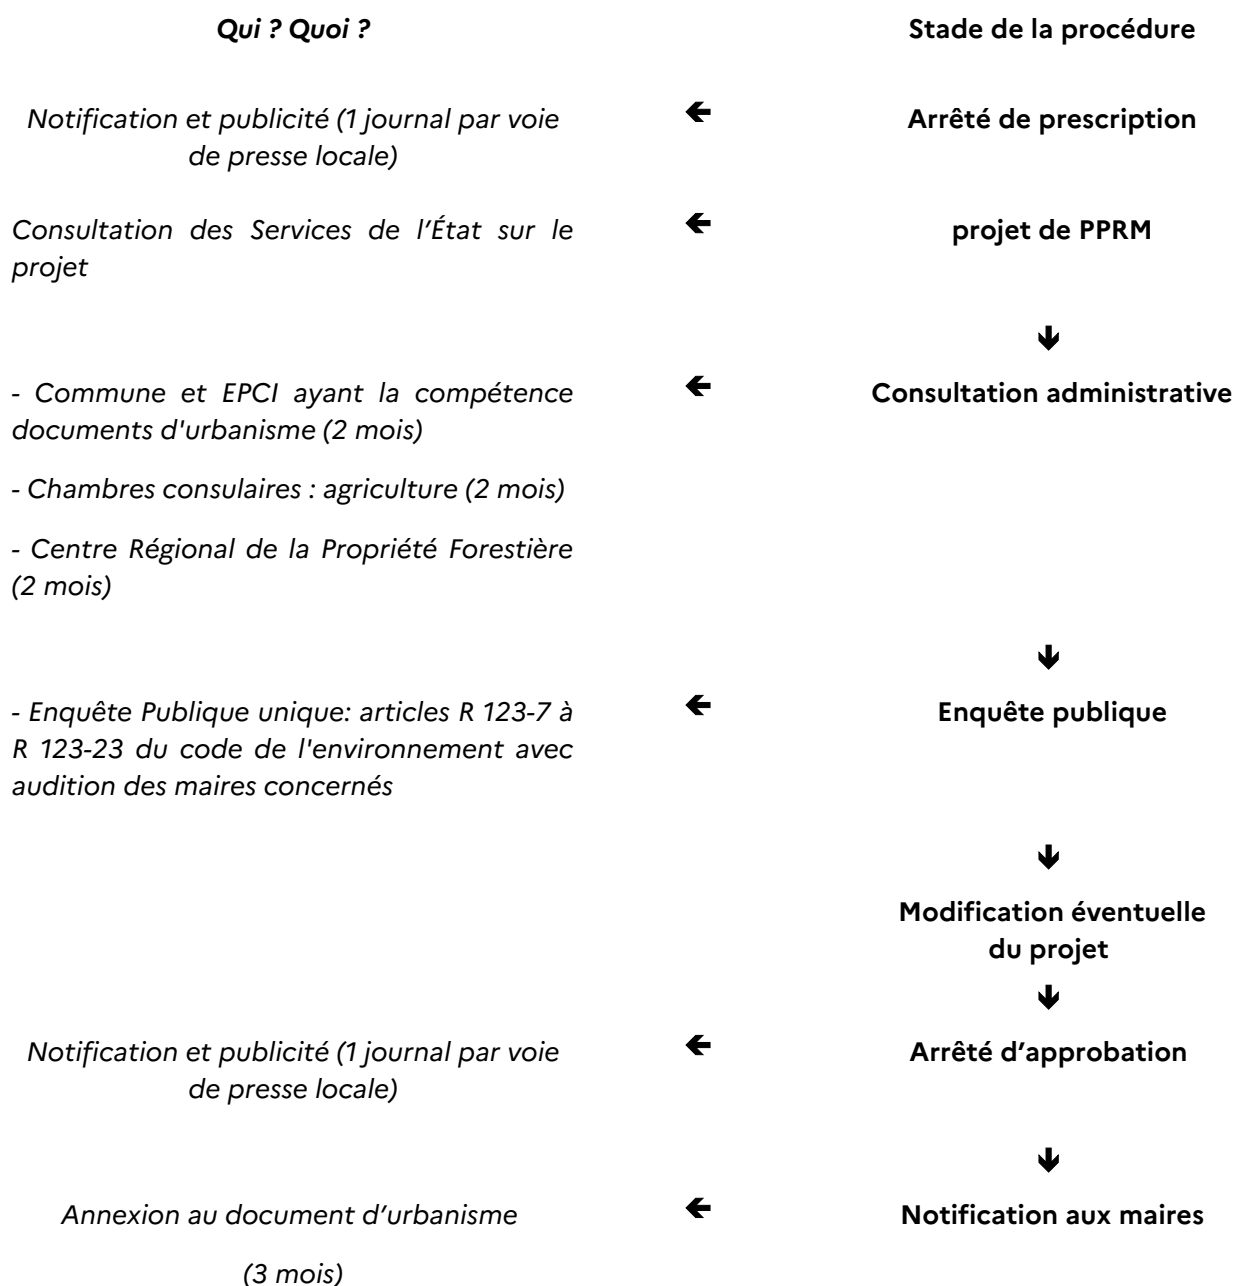 Qui ? Quoi ?
Stade de la procédure
Notification et publicité (1 journal par voie
de presse locale)
🡸
Arrêté de prescription
Consultation des Services de l’État sur le
projet
🡸
projet de PPRM
🡻
- Commune et EPCI ayant la compétence
documents d'urbanisme (2 mois)
- Chambres consulaires : agriculture (2 mois)
- Centre Régional de la Propriété Forestière
(2 mois)
🡸
Consultation administrative
🡻
- Enquête Publique unique: articles R 123-7 à
R 123-23 du code de l'environnement avec
audition des maires concernés
🡸
Enquête publique
🡻
Modification éventuelle
du projet
🡻
Notification et publicité (1 journal par voie
de presse locale)
🡸
Arrêté d’approbation
🡻
Annexion au document d’urbanisme
(3 mois)
🡸
Notification aux maires